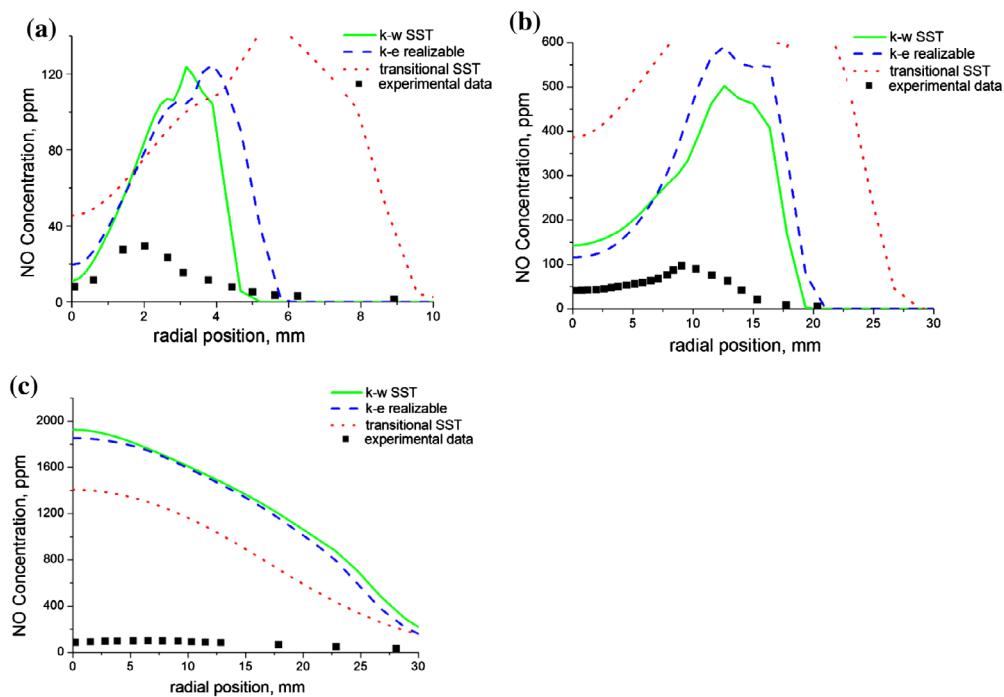 (a)
k-w SST
k-e realizable
transitional SST
experimental data
NO Concentration, ppm
120
80
40
0
0 2 4 6 8 10
radial position, mm
(b)
k-w SST
k-e realizable
transitional SST
experimental data
NO Concentration, ppm
600
500
400
300
200
100
0
0 5 10 15 20 25 30
radial position, mm
(c)
k-w SST
k-e realizable
transitional SST
experimental data
NO Concentration, ppm
2000
1600
1200
800
400
0
0 5 10 15 20 25 30
radial position, mm